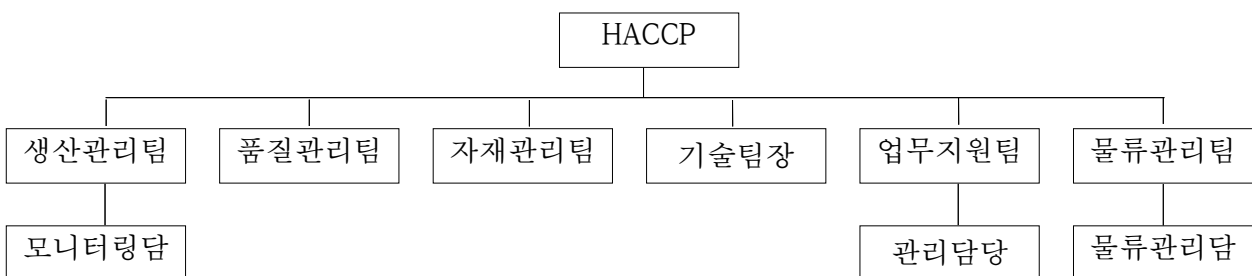 HACCP
생산관리팀
품질관리팀
자재관리팀
기술팀장
업무지원팀
물류관리팀
모니터링담
관리담당
물류관리담